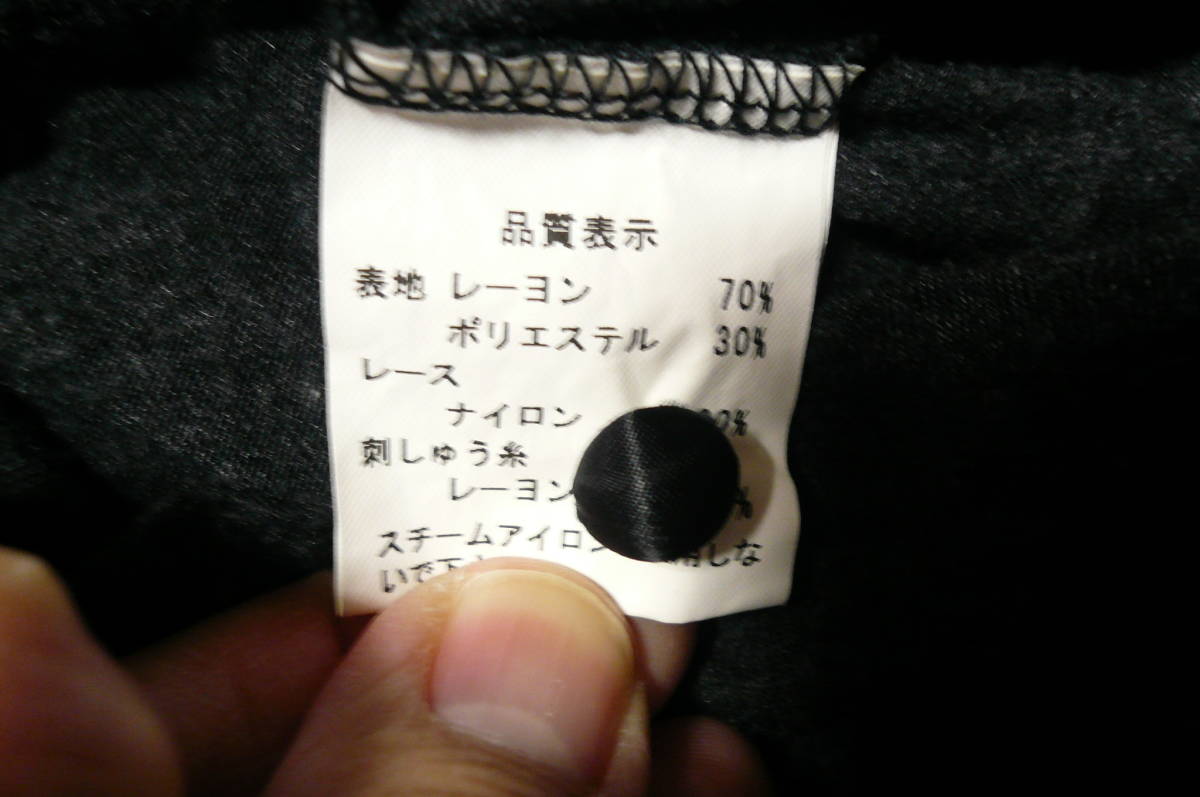 品質表示
表地 レーヨン 70%
ポリエステル 30%
レース
ナイロン
刺しゅう糸
レーヨン
スチームアイロン 用しな
いで下